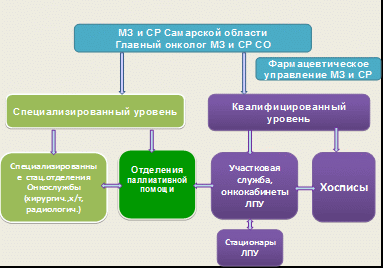 МЗ и СР Самарской области
Главный онколог МЗ и СР СО
Фармацевтическое
управление МЗ и СР
Специализированный уровень
Квалифицированный
уровень
Специализированны
е стац.отделения
Онкослужбы
(хирургич.,х/т,
радиологич.)
Отделения
паллиативной
помощи
Участковая
служба,
онкокабинеты
ЛПУ
Хосписы
Стационары
ЛПУ